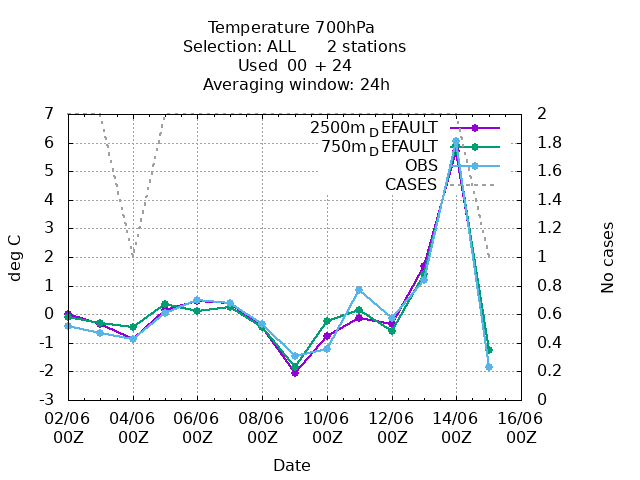 Temperature 700hPa
Selection: ALL 2 stations
Used 00 + 24
Averaging window: 24h
7 2
6 1.8
5 1.6
4 1.4
3 1.2
2 1
1 0.8
0 0.6
-1 0.4
-2 0.2
-3 0
2500m_DEFAULT
750m_DEFAULT
OBS
CASES
deg C
No cases
02/06 04/06 06/06 08/06 10/06 12/06 14/06 16/06
00Z 00Z 00Z 00Z 00Z 00Z 00Z 00Z
Date